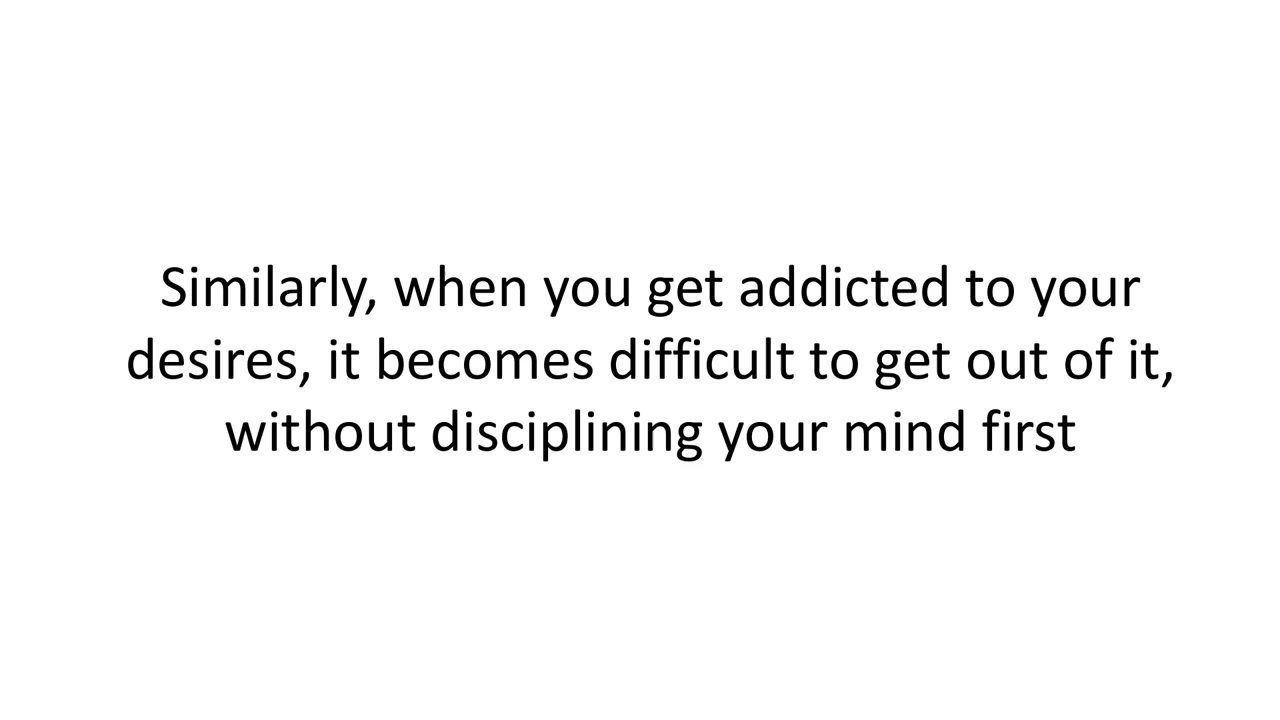 Similarly, when you get addicted to your
desires, it becomes difficult to get out of it,
without disciplining your mind first